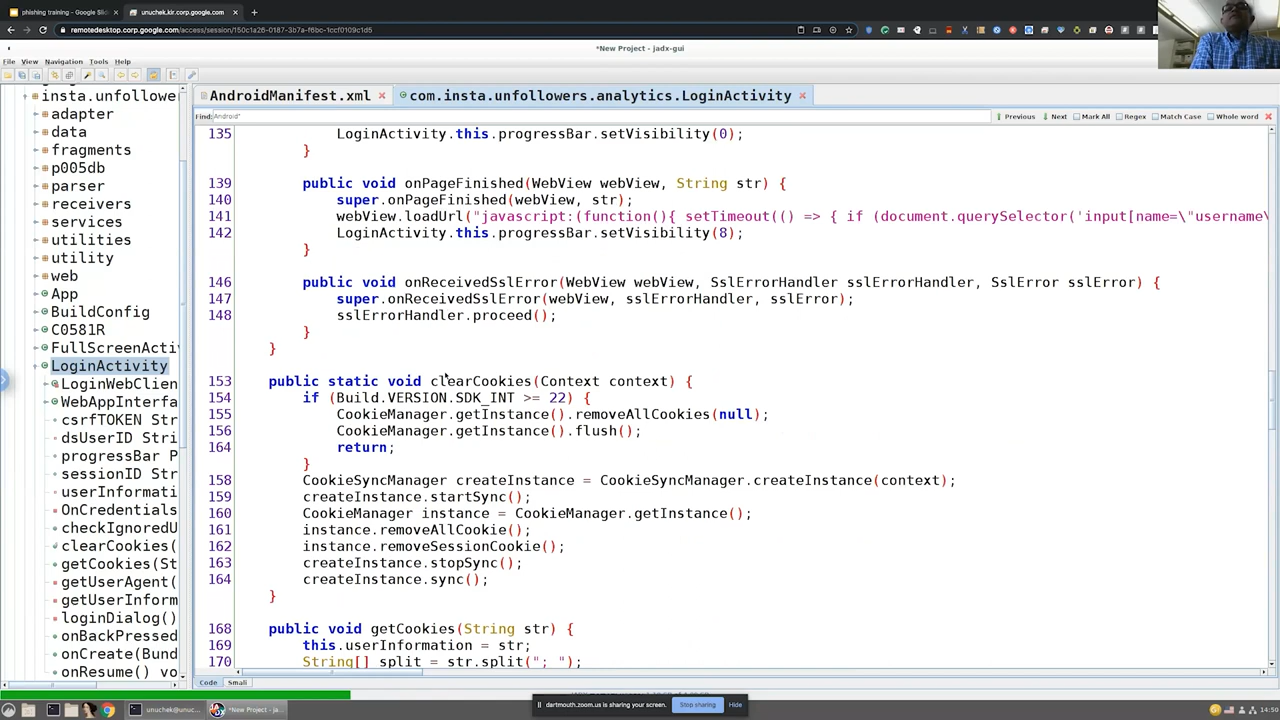 phishing training - Google Slid
unuchek.kir.corp.google.com
remotedesktop.corp.google.com/access/session/150c1a26-0187-3b7a-f6bc-1ccf0109c1d5
*New Project - jadx-gui
File View Navigation Tools Help
insta.unfollower
adapter
data
fragments
p005db
parser
receivers
services
utilities
utility
web
App
BuildConfig
C0581R
FullScreenActiv
LoginActivity
LoginWebClien
WebAppInterfa
csrfTOKEN Str
dsUserID Stri
progressBar P
sessionID Str
userInformati
OnCredentials
checkIgnoredU
clearCookies(
getCookies(St
getUserAgent(
getUserInform
loginDialog()
onBackPressed
onCreate(Bund
onResume() vo
AndroidManifest.xml
com.insta.unfollowers.analytics.LoginActivity
Find: Android" Previous Next Mark All Regex Match Case Whole word
135 LoginActivity.this.progressBar.setVisibility(0);
}
139 public void onPageFinished(WebView webView, String str) {
140 super.onPageFinished(webView, str);
141 webView.loadUrl("javascript:(function(){ setTimeout(() => { if (document.querySelector('input[name=\"username\
142 LoginActivity.this.progressBar.setVisibility(8);
}
146 public void onReceivedSslError(WebView webView, SslErrorHandler sslErrorHandler, SslError sslError) {
147 super.onReceivedSslError(webView, sslErrorHandler, sslError);
148 sslErrorHandler.proceed();
}
}
153 public static void clearCookies(Context context) {
154 if (Build.VERSION.SDK_INT >= 22) {
155 CookieManager.getInstance().removeAllCookies(null);
156 CookieManager.getInstance().flush();
164 return;
}
158 CookieSyncManager createInstance = CookieSyncManager.createInstance(context);
159 createInstance.startSync();
160 CookieManager instance = CookieManager.getInstance();
161 instance.removeAllCookie();
162 instance.removeSessionCookie();
163 createInstance.stopSync();
164 createInstance.sync();
}
168 public void getCookies(String str) {
169 this.userInformation = str;
170 String[] split = str.split("; ");
Code Smali
dartmouth.zoom.us is sharing your screen. Stop sharing Hide
unuchek@unuc...
*New Project - ja...
14:50